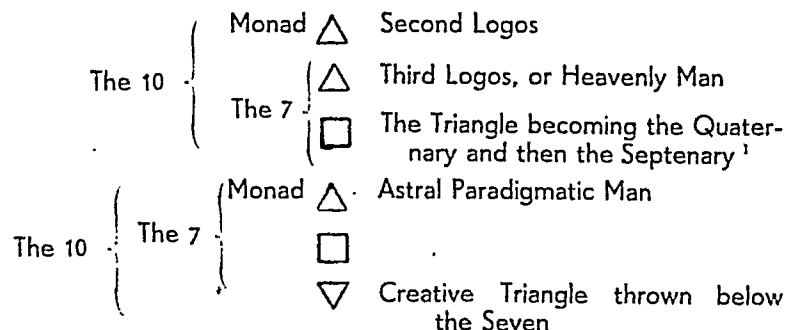 Monad △ Second Logos
The 10 △ Third Logos, or Heavenly Man
The 7
□ The Triangle becoming the Quater-
nary and then the Septenary ¹
Monad △ Astral Paradigmatic Man
The 10 The 7 □
▽ Creative Triangle thrown below
the Seven